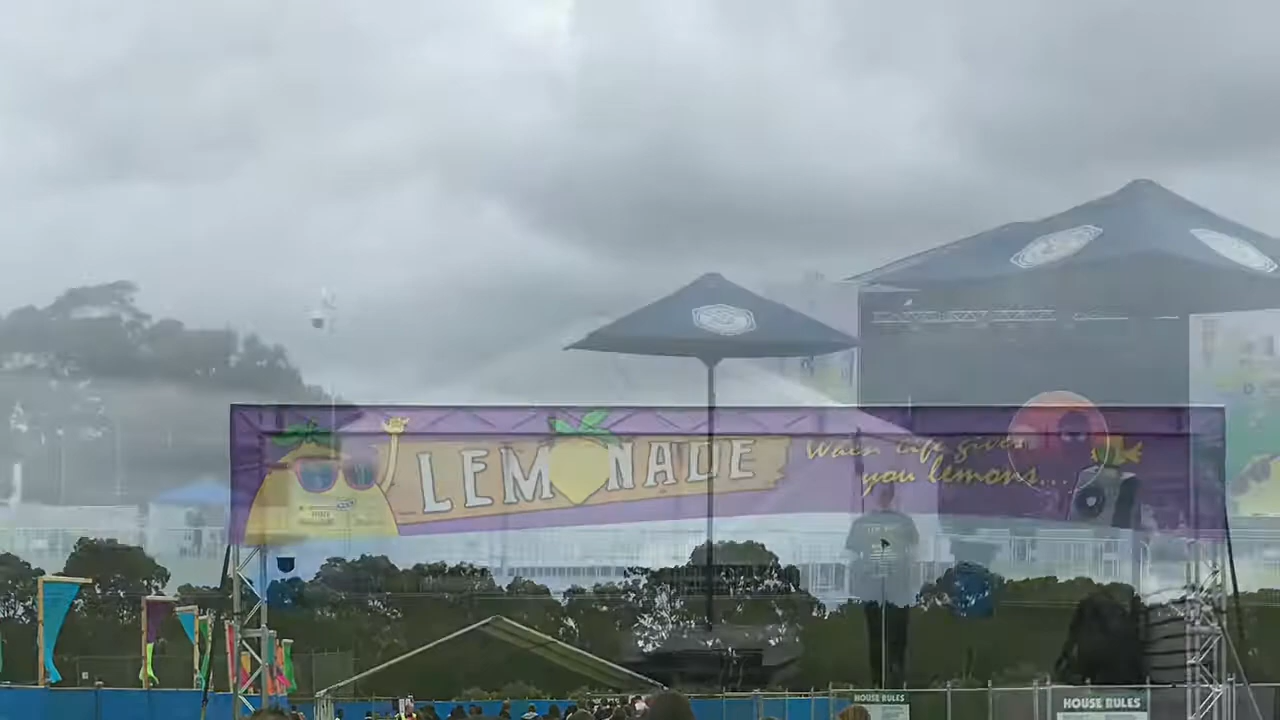 LEMONADE
When life gives
you lemons...
HOUSE RULES
HOUSE RULES